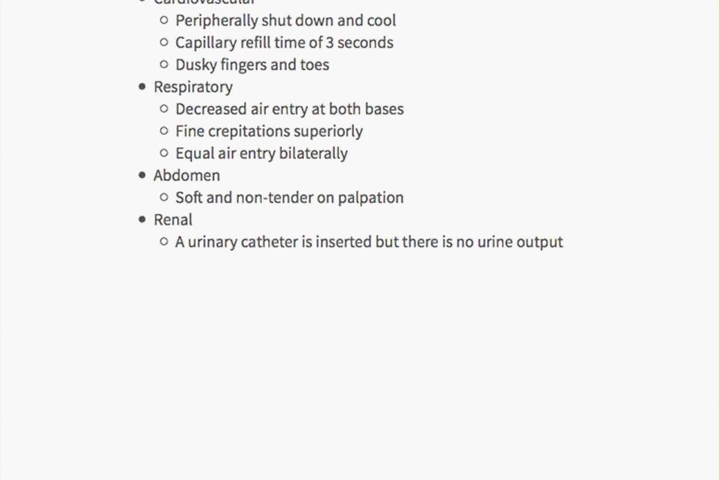 • Cardiovascular
○ Peripherally shut down and cool
○ Capillary refill time of 3 seconds
○ Dusky fingers and toes
• Respiratory
○ Decreased air entry at both bases
○ Fine crepitations superiorly
○ Equal air entry bilaterally
• Abdomen
○ Soft and non-tender on palpation
• Renal
○ A urinary catheter is inserted but there is no urine output